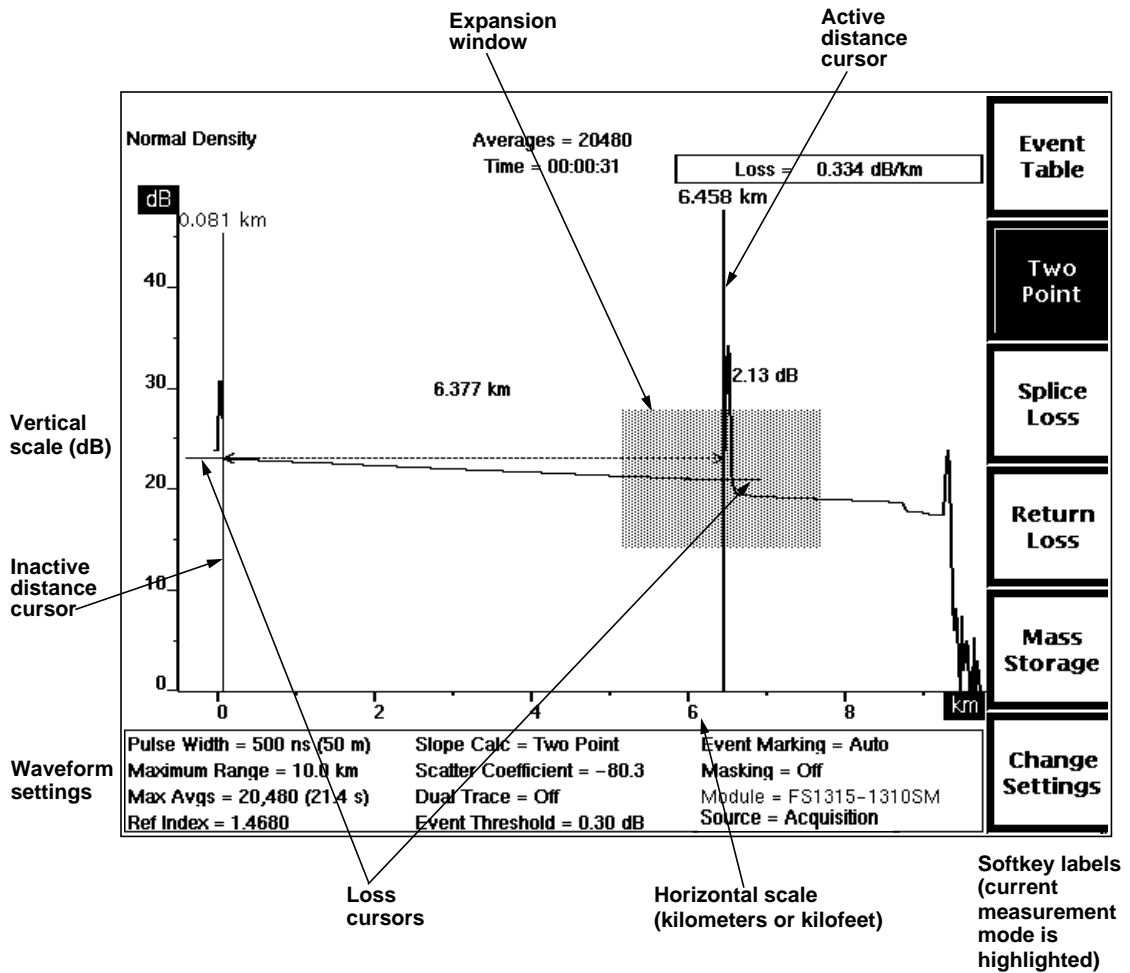 Expansion
window
Active
distance
cursor
Normal Density
Averages = 20480
Time = 00:00:31
Loss = 0.334 dB/km
dB
0.081 km
6.458 km
40
30
20
10
0
6.377 km
2.13 dB
0
2
4
6
8
km
Vertical
scale (dB)
Inactive
distance
cursor
Waveform
settings
Pulse Width = 500 ns (50 m)
Maximum Range = 10.0 km
Max Avgs = 20,480 (21.4 s)
Ref Index = 1.4680
Slope Calc = Two Point
Scatter Coefficient = -80.3
Dual Trace = Off
Event Threshold = 0.30 dB
Event Marking = Auto
Masking = Off
Module = FS1315-1310SM
Source = Acquisition
Event
Table
Two
Point
Splice
Loss
Return
Loss
Mass
Storage
Change
Settings
Loss
cursors
Horizontal scale
(kilometers or kilofeet)
Softkey labels
(current
measurement
mode is
highlighted)